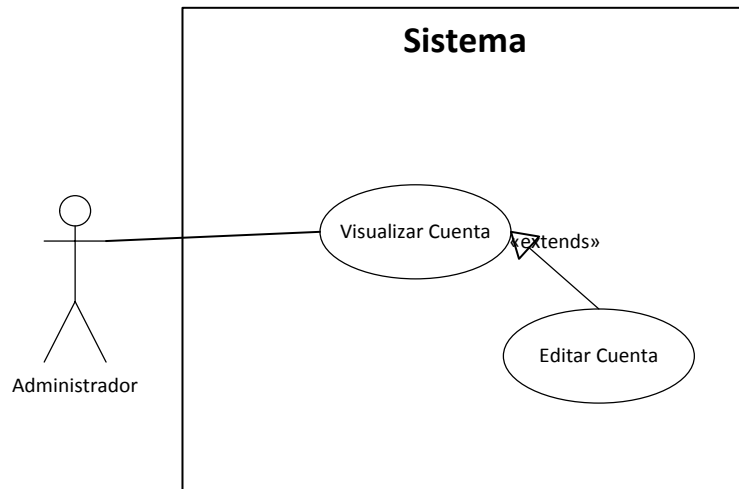 Sistema
Visualizar Cuenta
«extends»
Editar Cuenta
Administrador